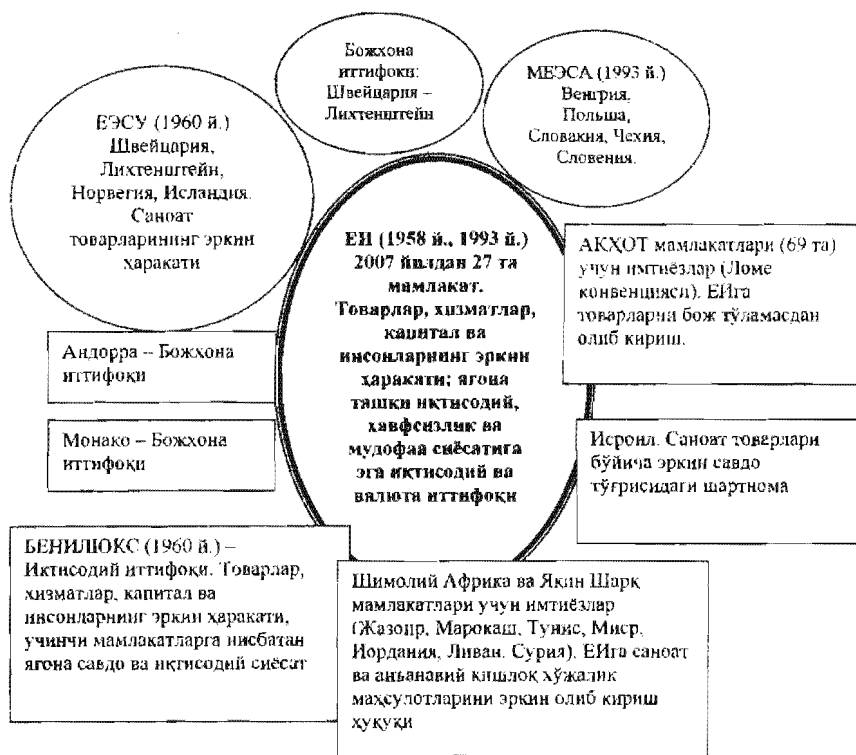 Божхона
иттифоқи:
Швейцария –
Лихтенштейн
МЕЭСА (1993 й.)
Венгрия,
Польша,
Словакия, Чехия,
Словения.
ЕЭСУ (1960 й.)
Швейцария,
Лихтенштейн,
Норвегия, Исландия.
Саноат
товарларининг эркин
ҳаракати
ЕИ (1958 й., 1993 й.)
2007 йилдан 27 та
мамлакат.
Товарлар, хизматлар,
капитал ва
инсонларнинг эркин
ҳаракати; ягона
ташқи иқтисодий,
хавфсизлик ва
мудофаа сиёсатига
эга иқтисодий ва
валюта иттифоқи
АКҲОТ мамлакатлари (69 та)
учун имтиёзлар (Ломе
конвенцияси). ЕИга
товарларни бож тўламасдан
олиб кириш.
Андорра – Божхона
иттифоқи
Монако – Божхона
иттифоқи
Исроил. Саноат товарлари
бўйича эркин савдо
тўғрисидаги шартнома
БЕНИЛЮКС (1960 й.) –
Иқтисодий иттифоқи. Товарлар,
хизматлар, капитал ва
инсонларнинг эркин ҳаракати,
учинчи мамлакатларга нисбатан
ягона савдо ва иқтисодий сиёсат
Шимолий Африка ва Яқин Шарқ
мамлакатлари учун имтиёзлар
(Жазоир, Марокаш, Тунис, Миср,
Иордания, Ливан. Сурия). ЕИга саноат
ва анъанавий қишлоқ хўжалик
маҳсулотларини эркин олиб кириш
ҳуқуқи